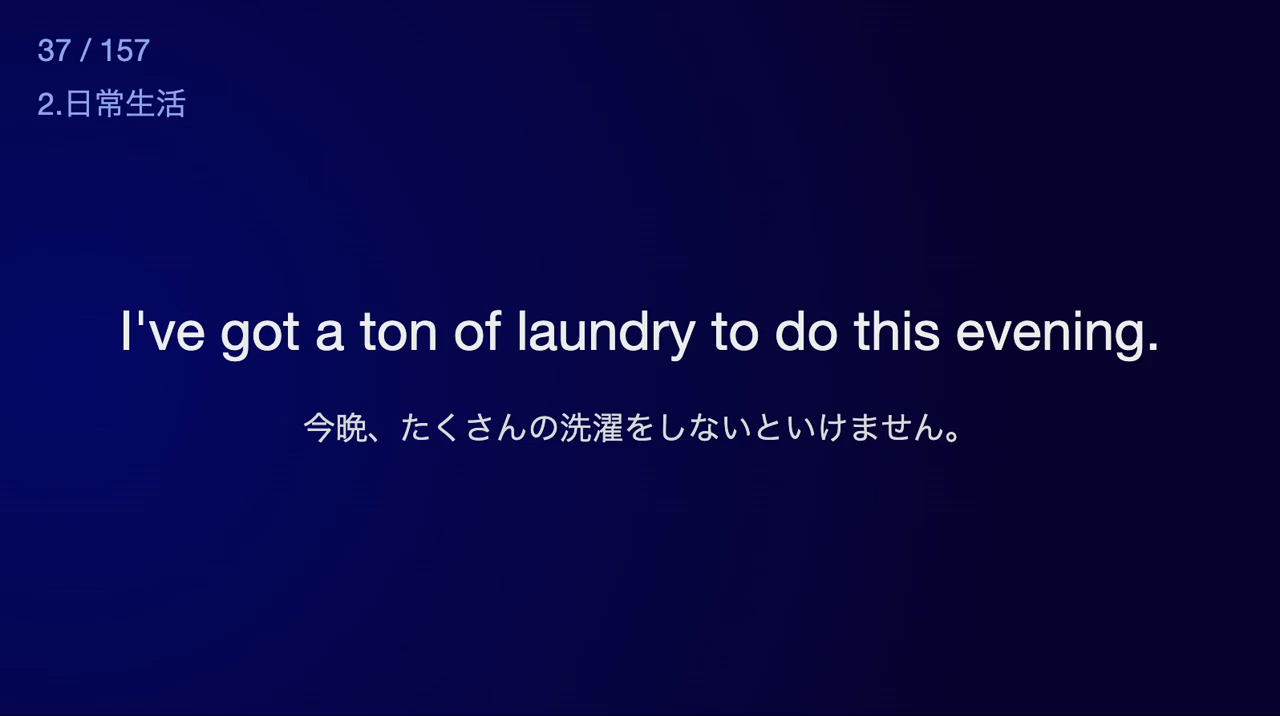 37 / 157
2.日常生活
I've got a ton of laundry to do this evening.
今晩、たくさんの洗濯をしないといけません。